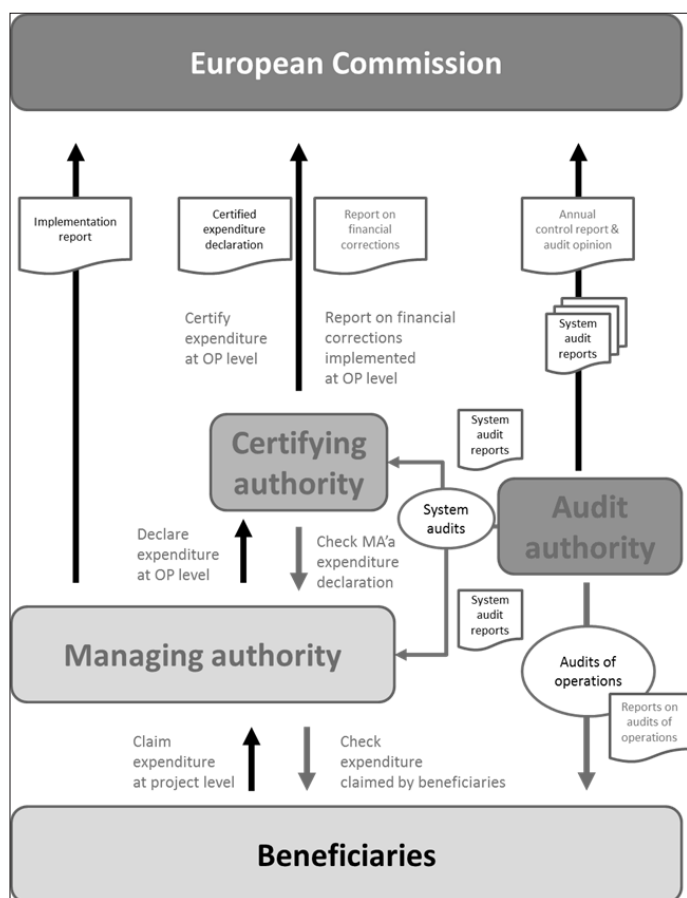 European Commission
Implementation
report
Certified
expenditure
declaration
Report on
financial
corrections
Annual
control report &
audit opinion
Certify
expenditure
at OP level
Report on financial
corrections
implemented
at OP level
System
audit
reports
Certifying
authority
System
audit
reports
System
audits
Audit
authority
Declare
expenditure
at OP level
Check MA'a
expenditure
declaration
System
audit
reports
Managing authority
Audits of
operations
Reports on
audits of
operations
Claim
expenditure
at project level
Check
expenditure
claimed by beneficiaries
Beneficiaries